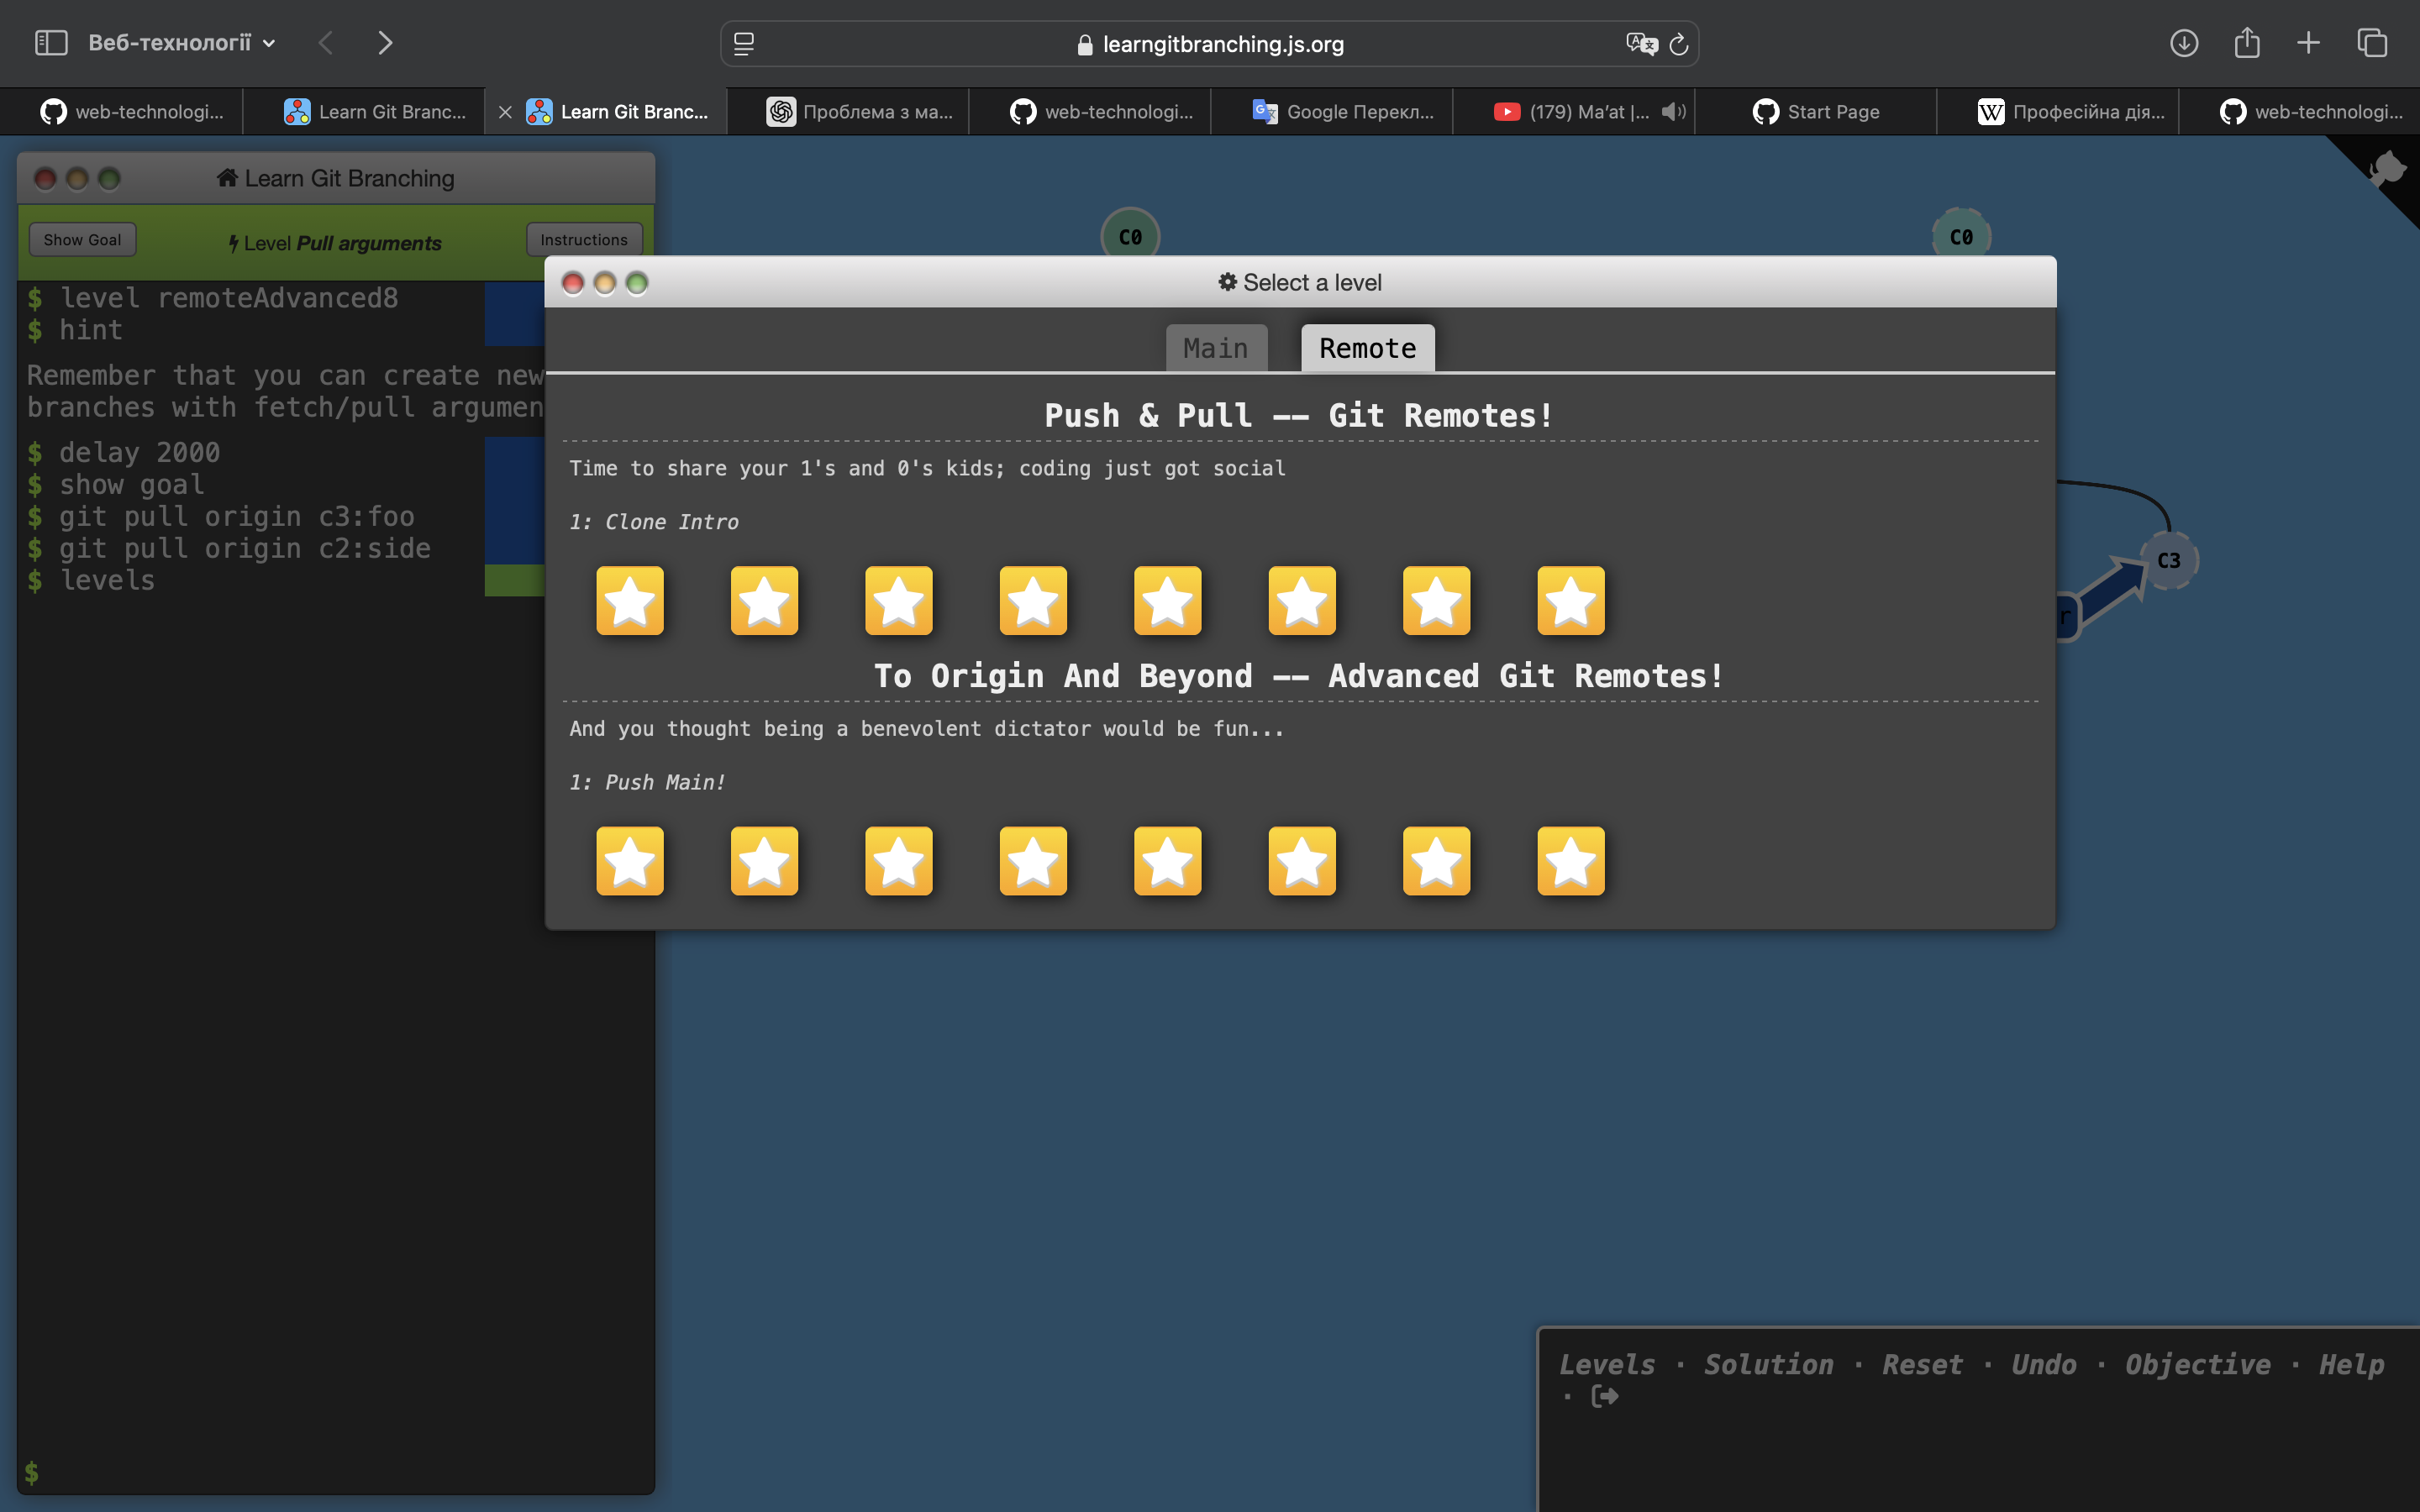 Веб-технології
learngitbranching.js.org
web-technologi...
Learn Git Branc...
Learn Git Branc...
Проблема з ма...
web-technologi...
Google Перекл...
(179) Ma'at |...
Start Page
Професійна дія...
web-technologi...
Learn Git Branching
Show Goal
Level Pull arguments
Instructions
$ level remoteAdvanced8
$ hint
Remember that you can create new
branches with fetch/pull argumen
$ delay 2000
$ show goal
$ git pull origin c3:foo
$ git pull origin c2:side
$ levels
$
C0
C0
C3
r
Select a level
Main
Remote
Push & Pull -- Git Remotes!
Time to share your 1's and 0's kids; coding just got social
1: Clone Intro
To Origin And Beyond -- Advanced Git Remotes!
And you thought being a benevolent dictator would be fun...
1: Push Main!
Levels · Solution · Reset · Undo · Objective · Help
·